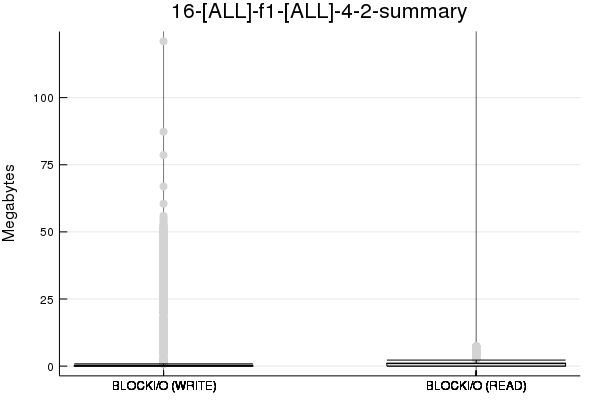 16-[ALL]-f1-[ALL]-4-2-summary
Megabytes
100
75
50
25
0
BLOCKI/O (WRITE)
BLOCKI/O (READ)